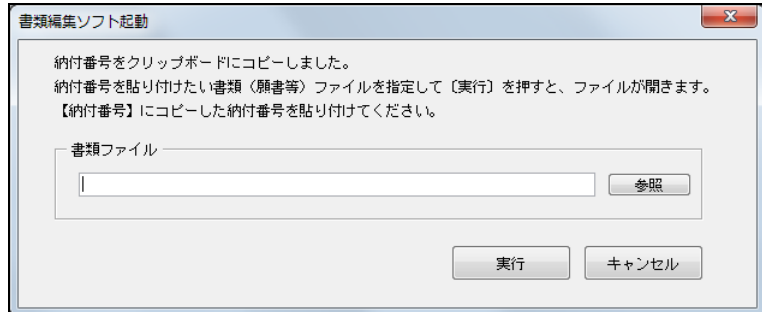 書類編集ソフト起動
納付番号をクリップボードにコピーしました。
納付番号を貼り付けたい書類（願書等）ファイルを指定して〔実行〕を押すと、ファイルが開きます。
【納付番号】にコピーした納付番号を貼り付けてください。
書類ファイル
参照
実行
キャンセル